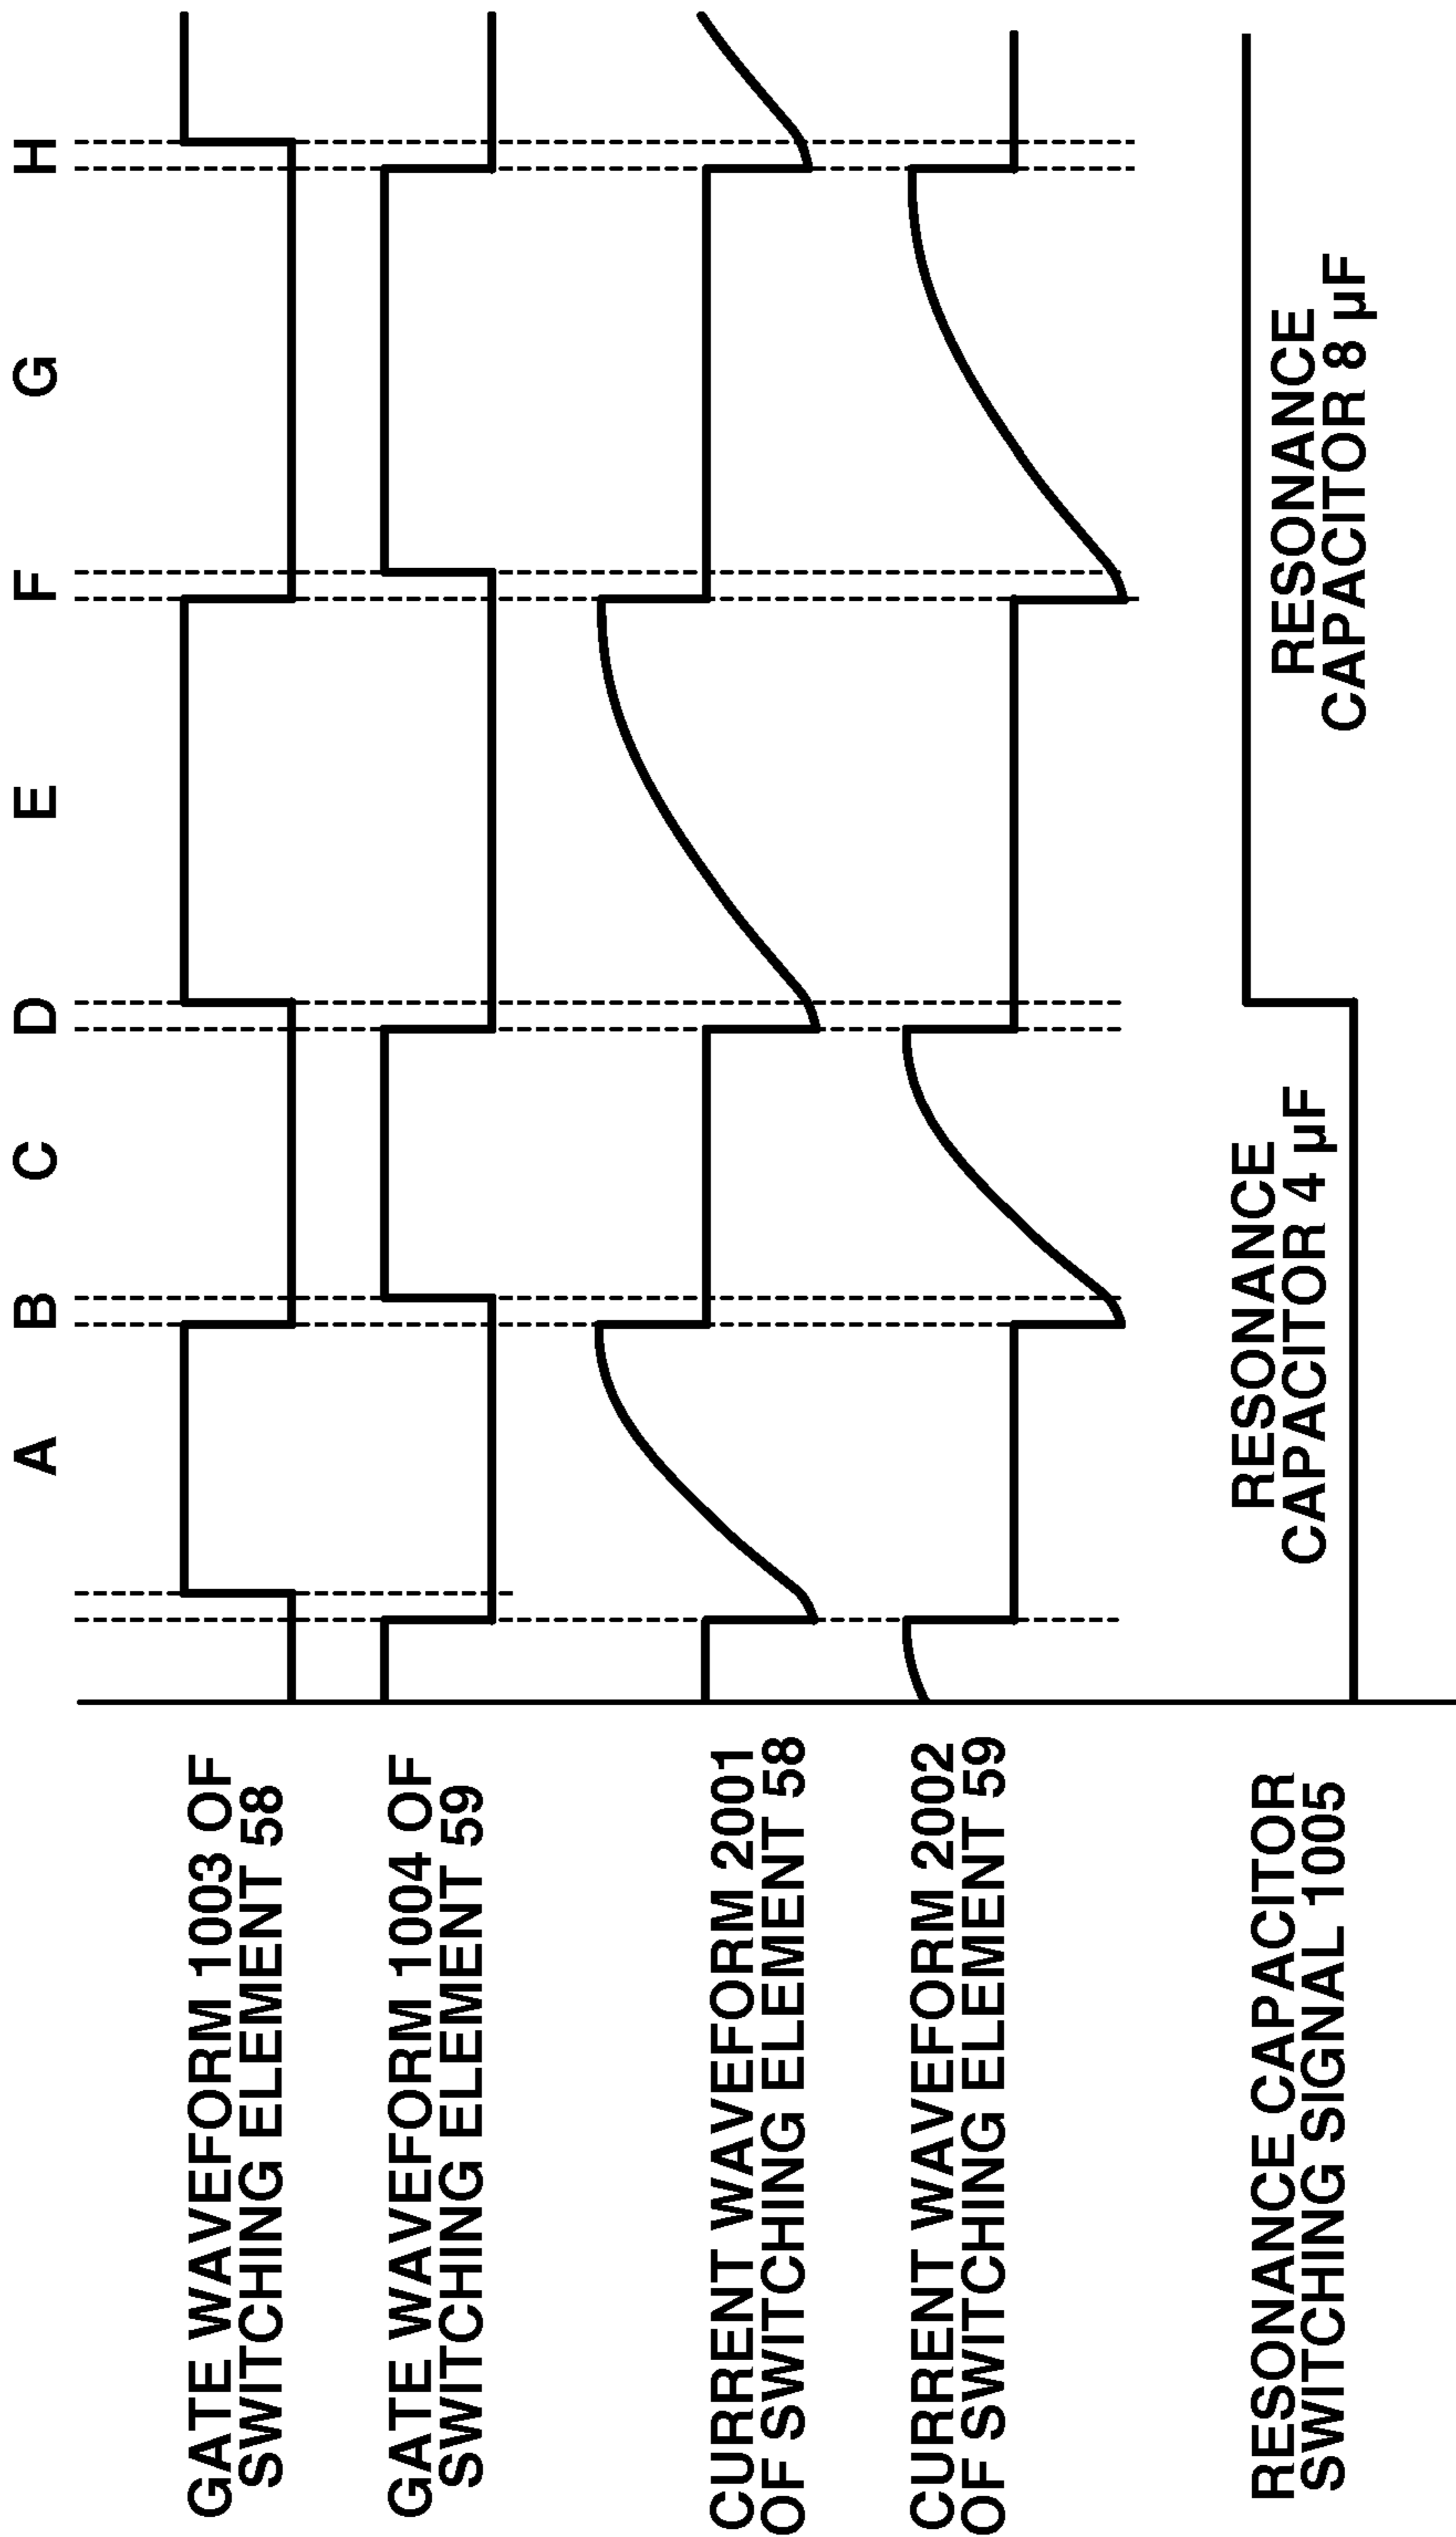 A B C D E F G H
GATE WAVEFORM 1003 OF
SWITCHING ELEMENT 58
GATE WAVEFORM 1004 OF
SWITCHING ELEMENT 59
CURRENT WAVEFORM 2001
OF SWITCHING ELEMENT 58
CURRENT WAVEFORM 2002
OF SWITCHING ELEMENT 59
RESONANCE CAPACITOR
SWITCHING SIGNAL 1005
RESONANCE
CAPACITOR 4 µF
RESONANCE
CAPACITOR 8 µF